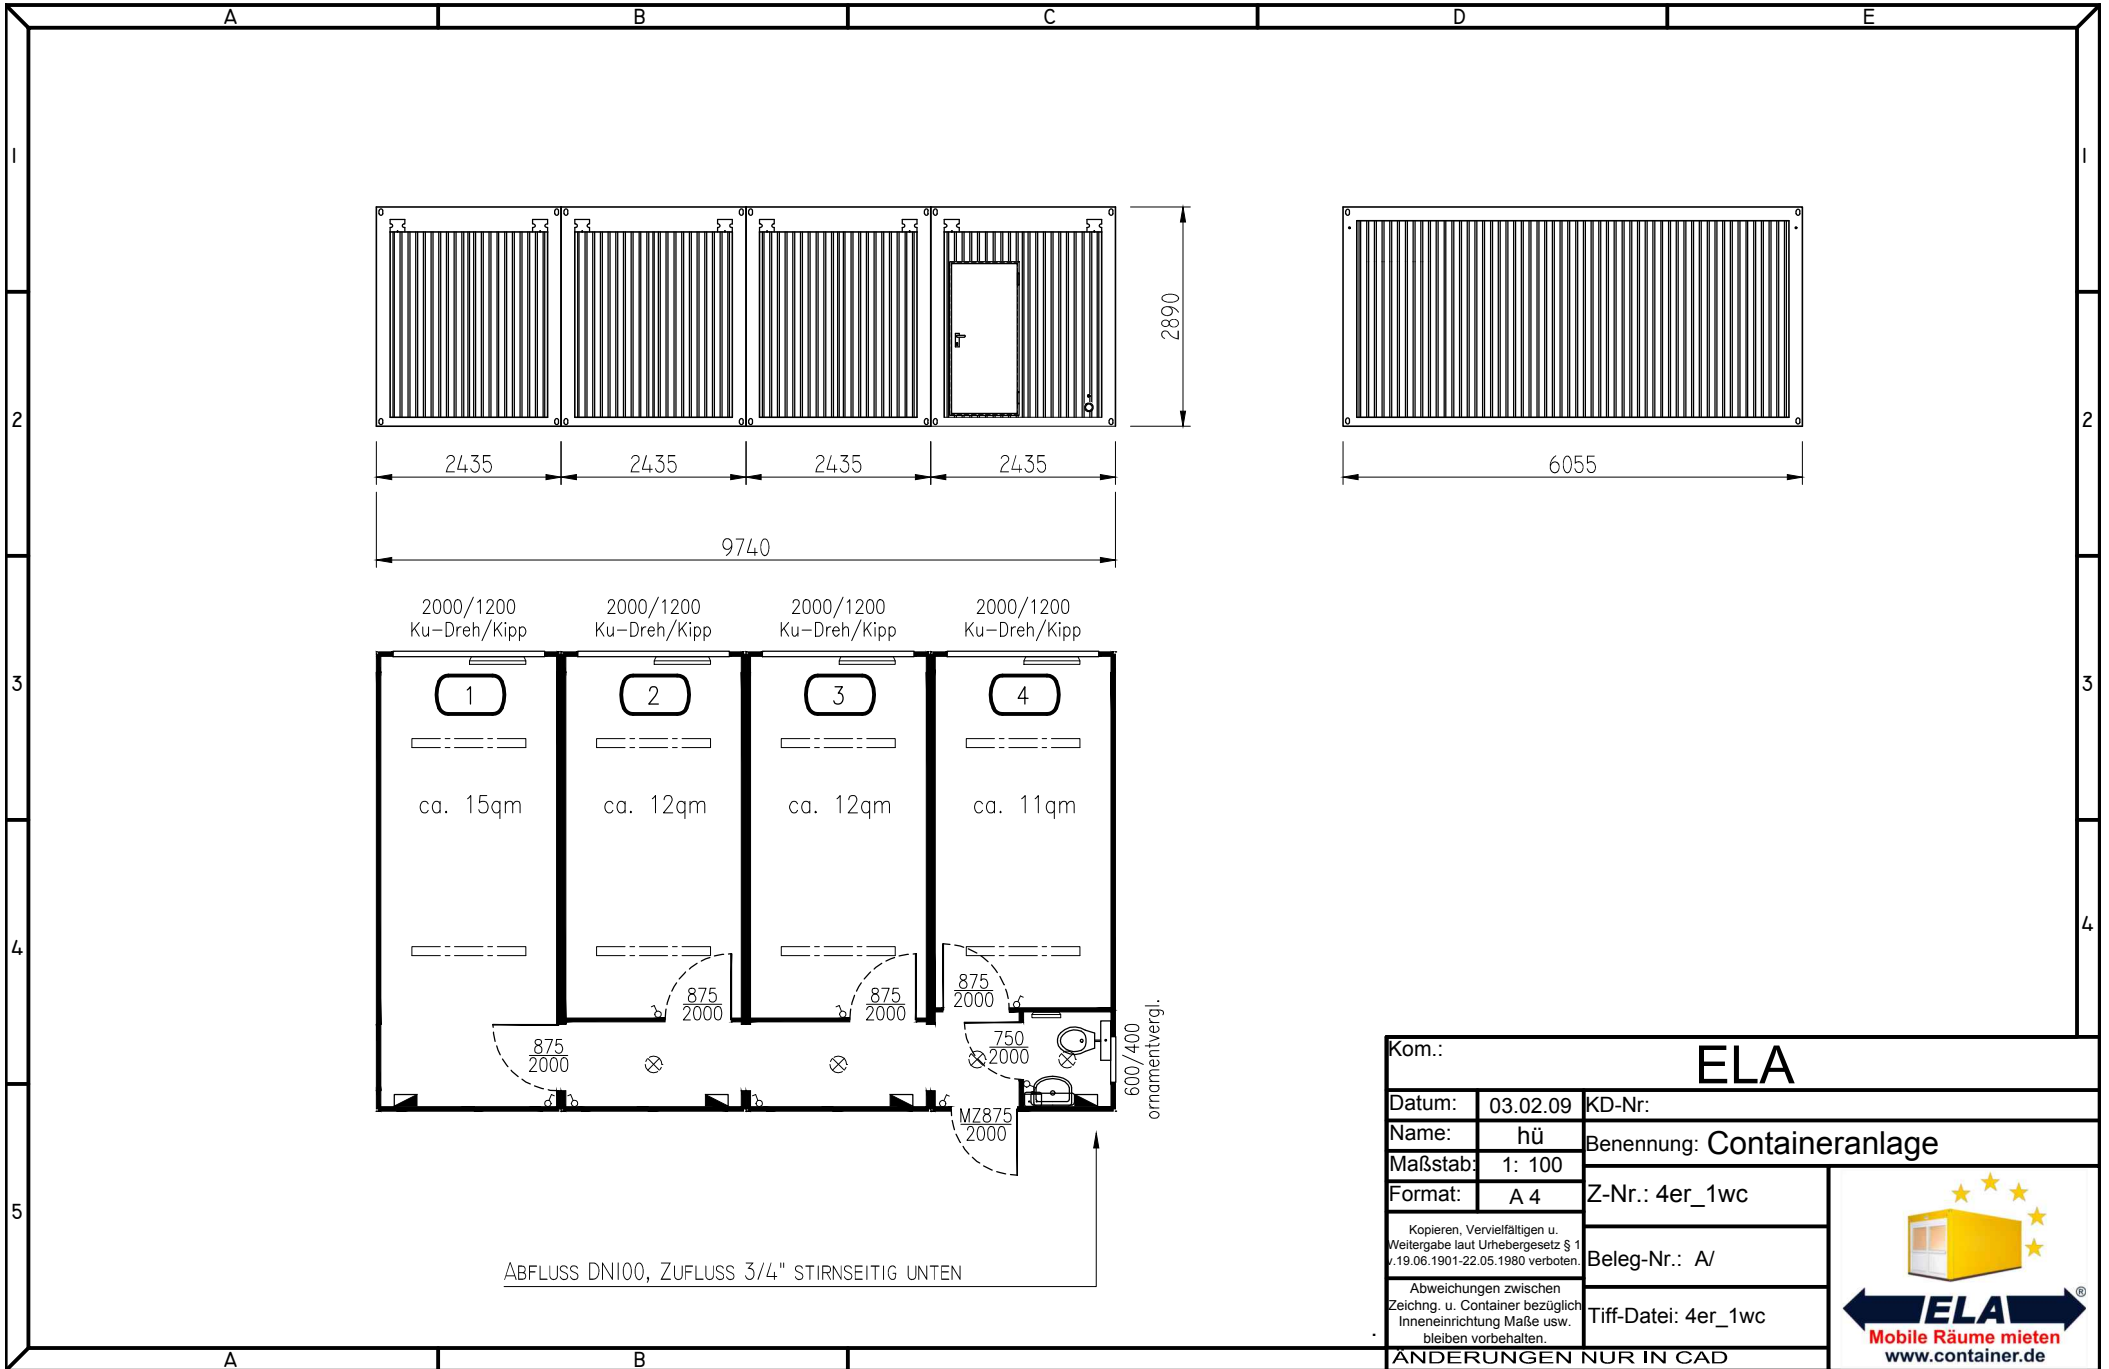 A B C D E
1 1
2890
2 2
2435 2435 2435 2435 6055
9740
2000/1200 2000/1200 2000/1200 2000/1200
Ku-Dreh/Kipp Ku-Dreh/Kipp Ku-Dreh/Kipp Ku-Dreh/Kipp
3 3
1 2 3 4
ca. 15qm ca. 12qm ca. 12qm ca. 11qm
4 4
875
2000
875
2000
875
2000
875
2000
750
2000
MZ875
2000
600/400
ornamentvergl.
5
ABFLUSS DN100, ZUFLUSS 3/4" STIRNSEITIG UNTEN
Kom.: ELA
Datum: 03.02.09 KD-Nr:
Name: hü
Benennung: Containeranlage
Maßstab: 1: 100
Format: A 4
Z-Nr.: 4er_1wc
Kopieren, Vervielfältigen u.
Weitergabe laut Urhebergesetz § 1
v.19.06.1901-22.05.1980 verboten.
Beleg-Nr.: A/
Abweichungen zwischen
Zeichng. u. Container bezüglich
Inneneinrichtung Maße usw.
bleiben vorbehalten.
Tiff-Datei: 4er_1wc
ÄNDERUNGEN NUR IN CAD
ELA ®
Mobile Räume mieten
www.container.de
A B